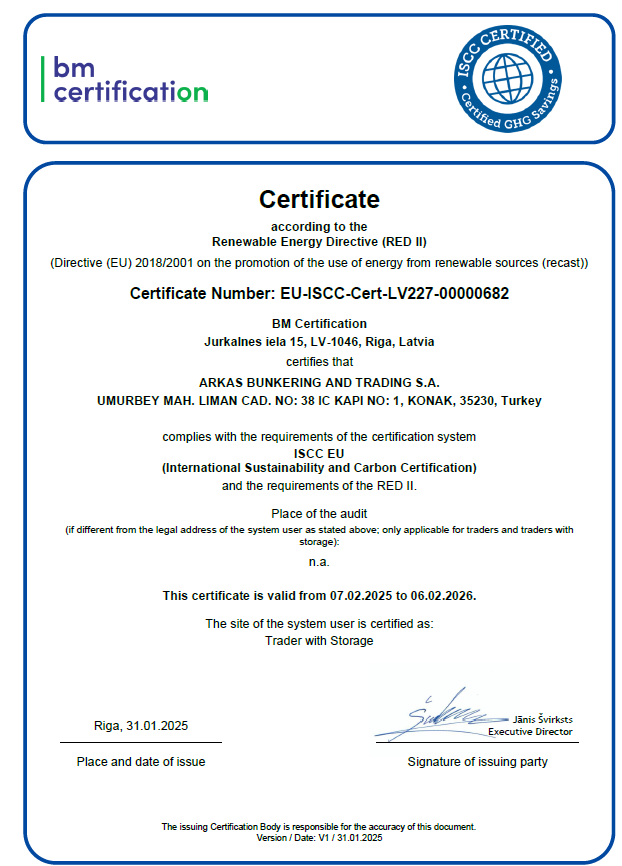 bm
certification
ISCC CERTIFIED
Certified GHG Savings
Certificate
according to the
Renewable Energy Directive (RED II)
(Directive (EU) 2018/2001 on the promotion of the use of energy from renewable sources (recast))
Certificate Number: EU-ISCC-Cert-LV227-00000682
BM Certification
Jurkalnes iela 15, LV-1046, Riga, Latvia
certifies that
ARKAS BUNKERING AND TRADING S.A.
UMURBEY MAH. LIMAN CAD. NO: 38 IC KAPI NO: 1, KONAK, 35230, Turkey
complies with the requirements of the certification system
ISCC EU
(International Sustainability and Carbon Certification)
and the requirements of the RED II.
Place of the audit
(if different from the legal address of the system user as stated above; only applicable for traders and traders with
storage):
n.a.
This certificate is valid from 07.02.2025 to 06.02.2026.
The site of the system user is certified as:
Trader with Storage
Jānis Švirksts
Riga, 31.01.2025
Executive Director
Place and date of issue
Signature of issuing party
The issuing Certification Body is responsible for the accuracy of this document.
Version / Date: V1 / 31.01.2025